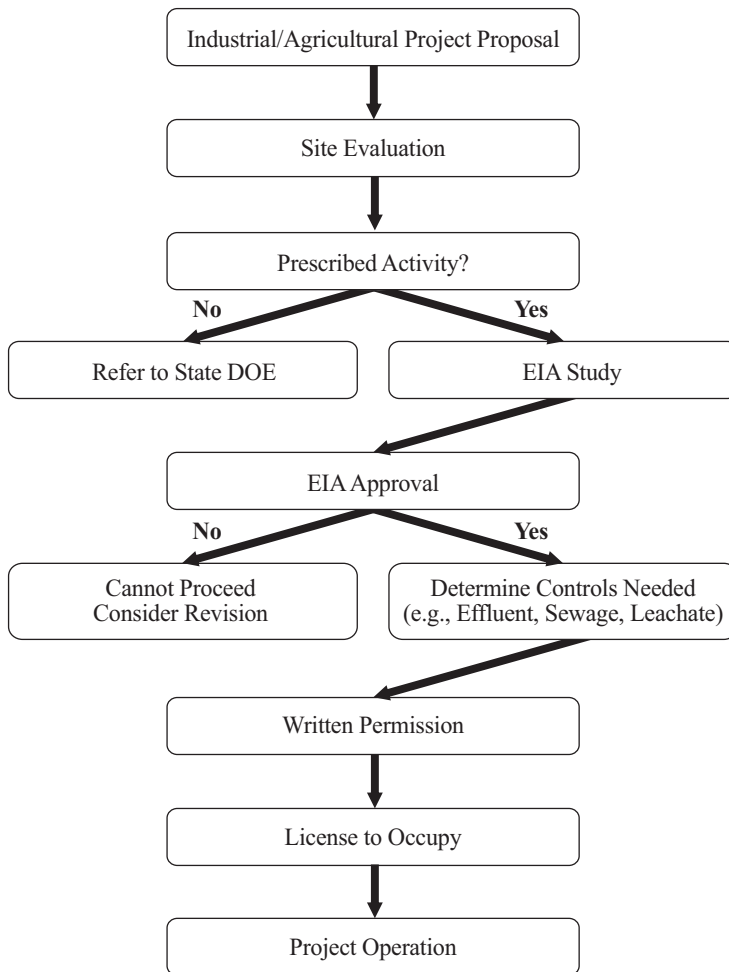 Industrial/Agricultural Project Proposal
Site Evaluation
Prescribed Activity?
No
Yes
Refer to State DOE
EIA Study
EIA Approval
No
Yes
Cannot Proceed
Consider Revision
Determine Controls Needed
(e.g., Effluent, Sewage, Leachate)
Written Permission
License to Occupy
Project Operation